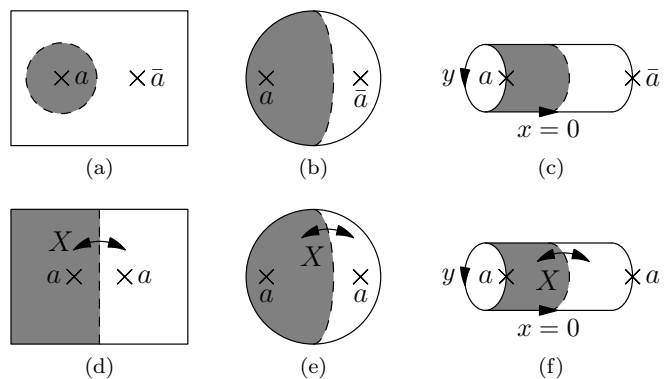 a ā
a ā
y a ā
x = 0
(a) (b) (c)
X
a a
X
a a
X
y a a
x = 0
(d) (e) (f)